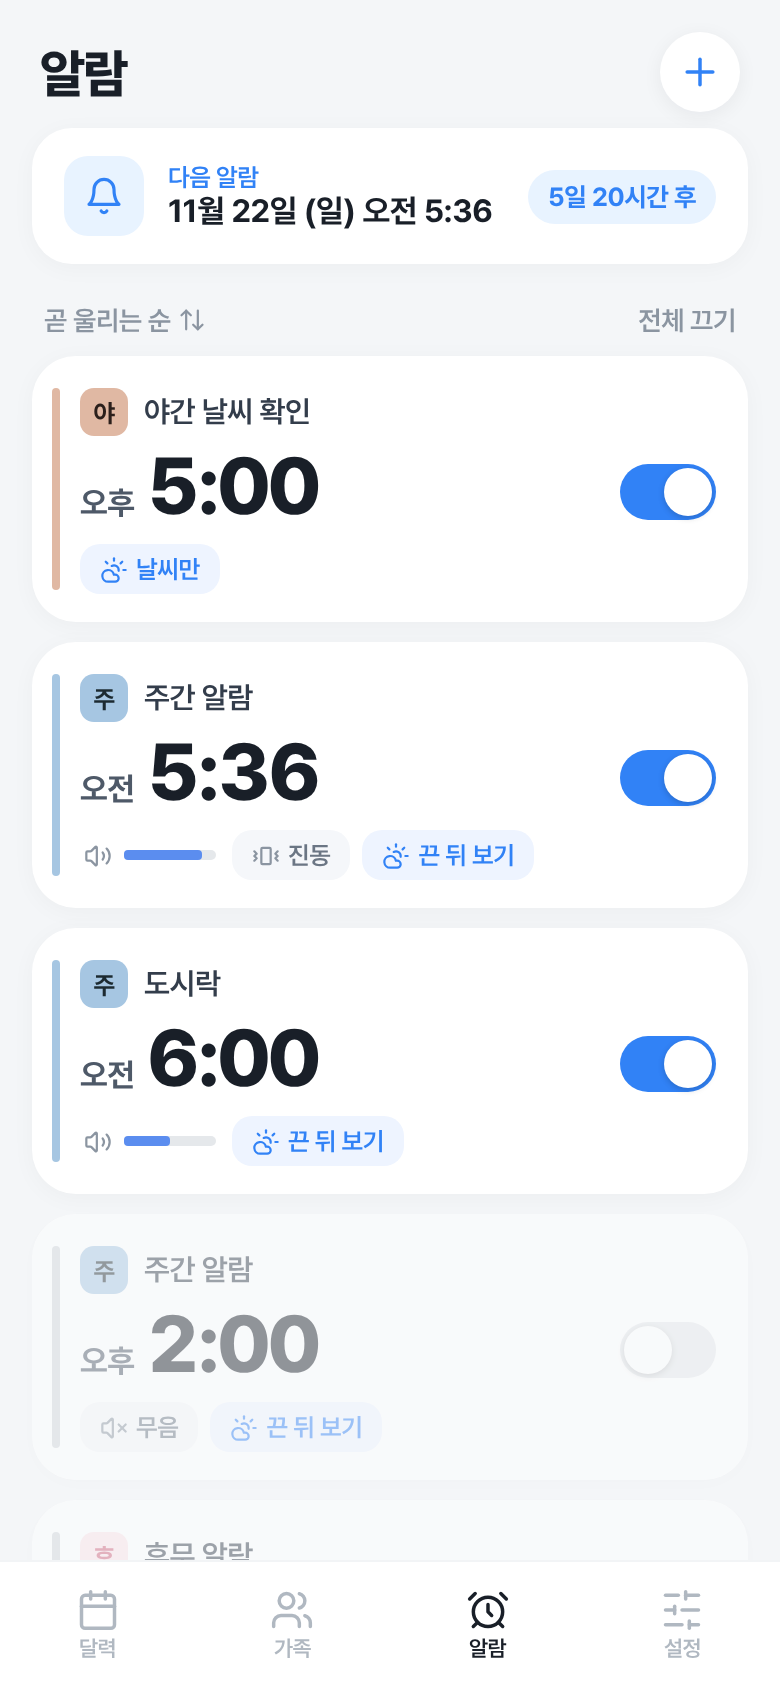 알람
다음 알람
11월 22일 (일) 오전 5:36
5일 20시간 후
곧 울리는 순
전체 끄기
야 야간 날씨 확인
오후 5:00
날씨만
주 주간 알람
오전 5:36
진동 끈 뒤 보기
주 도시락
오전 6:00
끈 뒤 보기
주 주간 알람
오후 2:00
무음 끈 뒤 보기
휴 휴무 알람
달력 가족 알람 설정